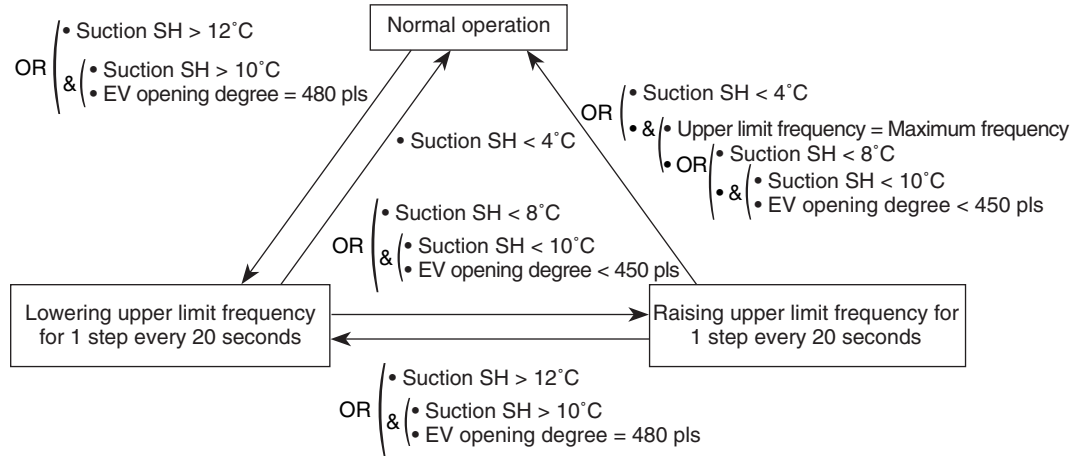 Normal operation
• Suction SH > 12˚C
OR
• Suction SH > 10˚C
&
• EV opening degree = 480 pls
• Suction SH < 4˚C
OR
• Suction SH < 4˚C
• &
• Upper limit frequency = Maximum frequency
• OR
• Suction SH < 8˚C
• &
• Suction SH < 10˚C
• EV opening degree < 450 pls
• Suction SH < 8˚C
OR
• Suction SH < 10˚C
&
• EV opening degree < 450 pls
Lowering upper limit frequency
for 1 step every 20 seconds
Raising upper limit frequency for
1 step every 20 seconds
• Suction SH > 12˚C
OR
• Suction SH > 10˚C
&
• EV opening degree = 480 pls